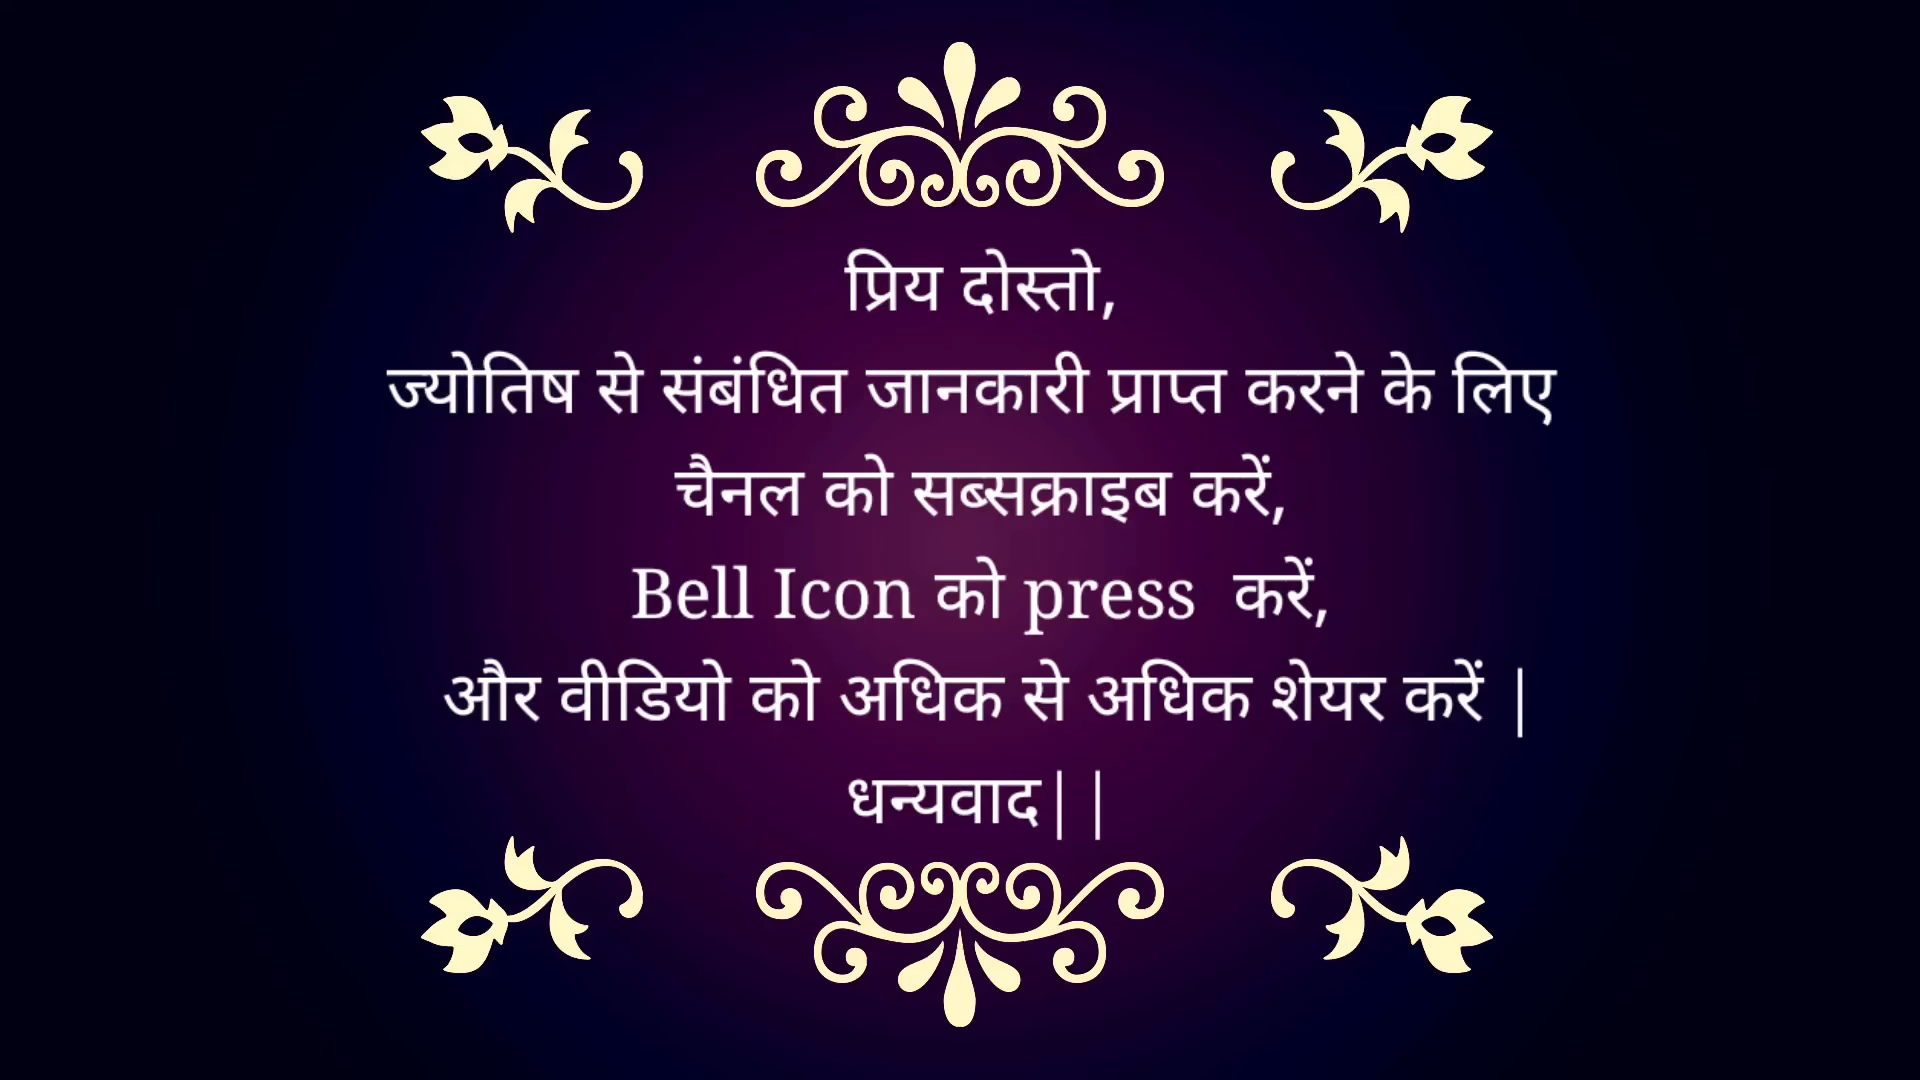 प्रिय दोस्तो,
ज्योतिष से संबंधित जानकारी प्राप्त करने के लिए
चैनल को सब्सक्राइब करें,
Bell Icon को press  करें,
और वीडियो को अधिक से अधिक शेयर करें |
धन्यवाद||